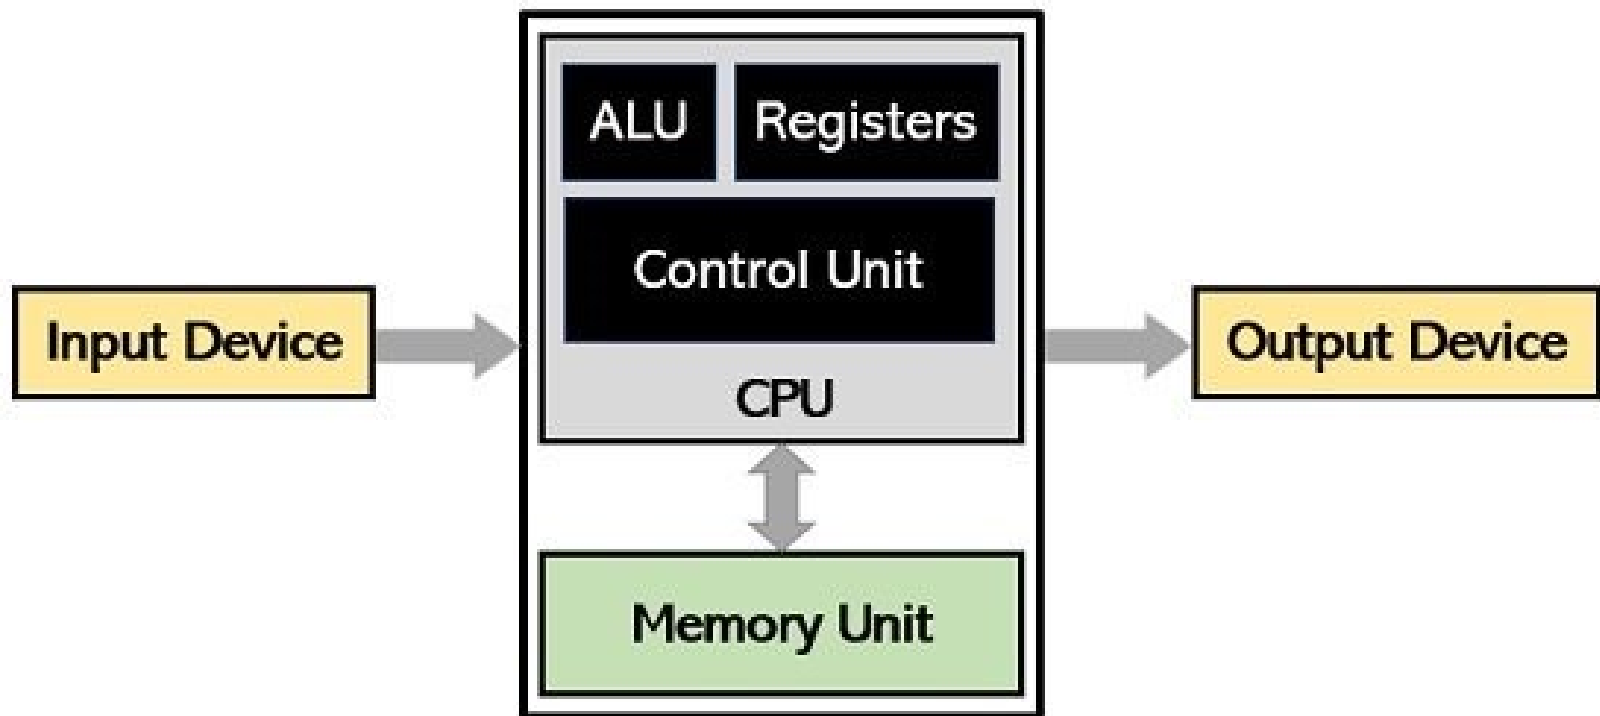 ALU
Registers
Control Unit
Input Device
Output Device
CPU
Memory Unit